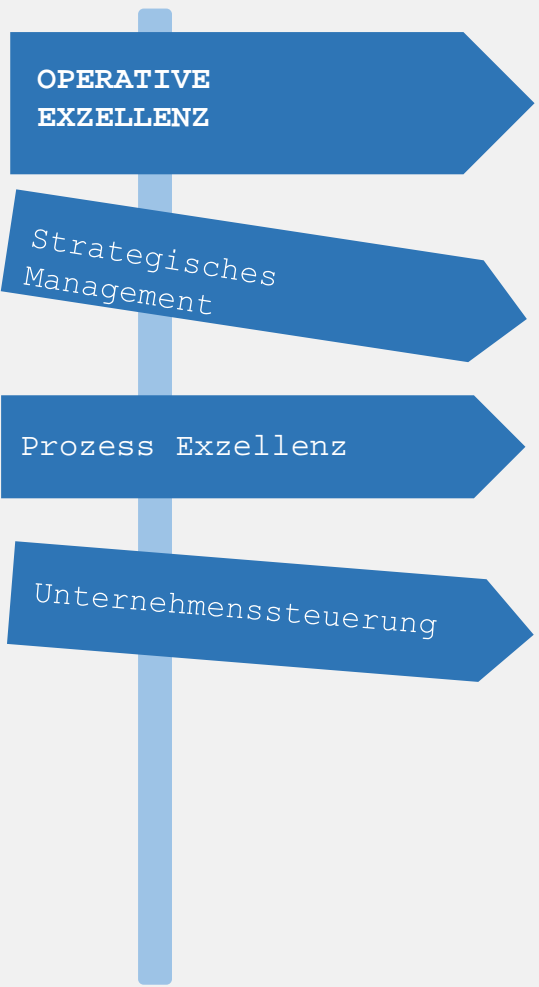 OPERATIVE
EXZELLENZ
Strategisches
Management
Prozess Exzellenz
Unternehmenssteuerung